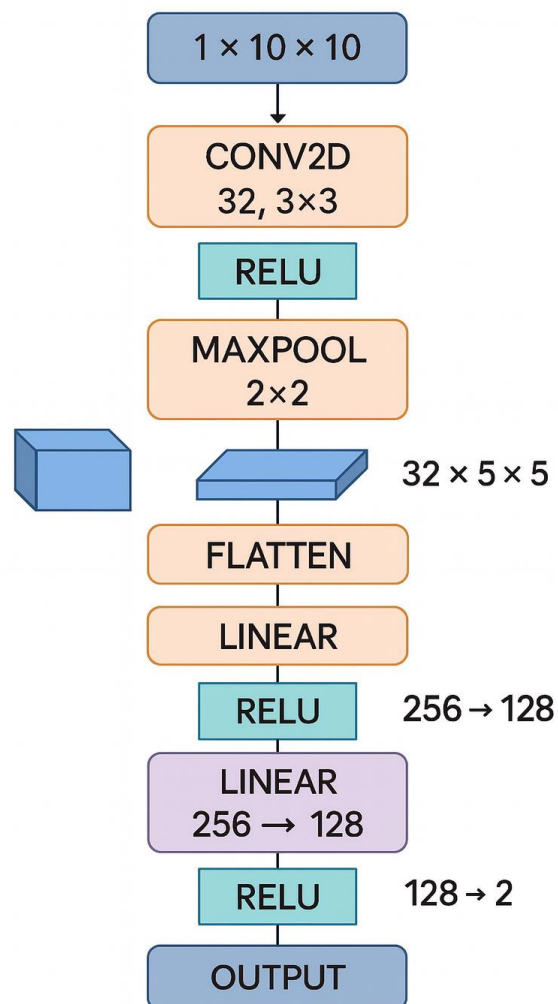 1 × 10 × 10
CONV2D
32, 3×3
RELU
MAXPOOL
2×2
32 × 5 × 5
FLATTEN
LINEAR
RELU
256 → 128
LINEAR
256 → 128
RELU
128 → 2
OUTPUT